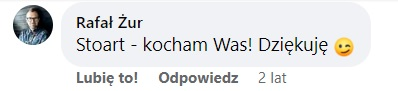 Rafał Żur
Stoart - kocham Was! Dziękuję 😉
Lubię to! Odpowiedz 2 lat